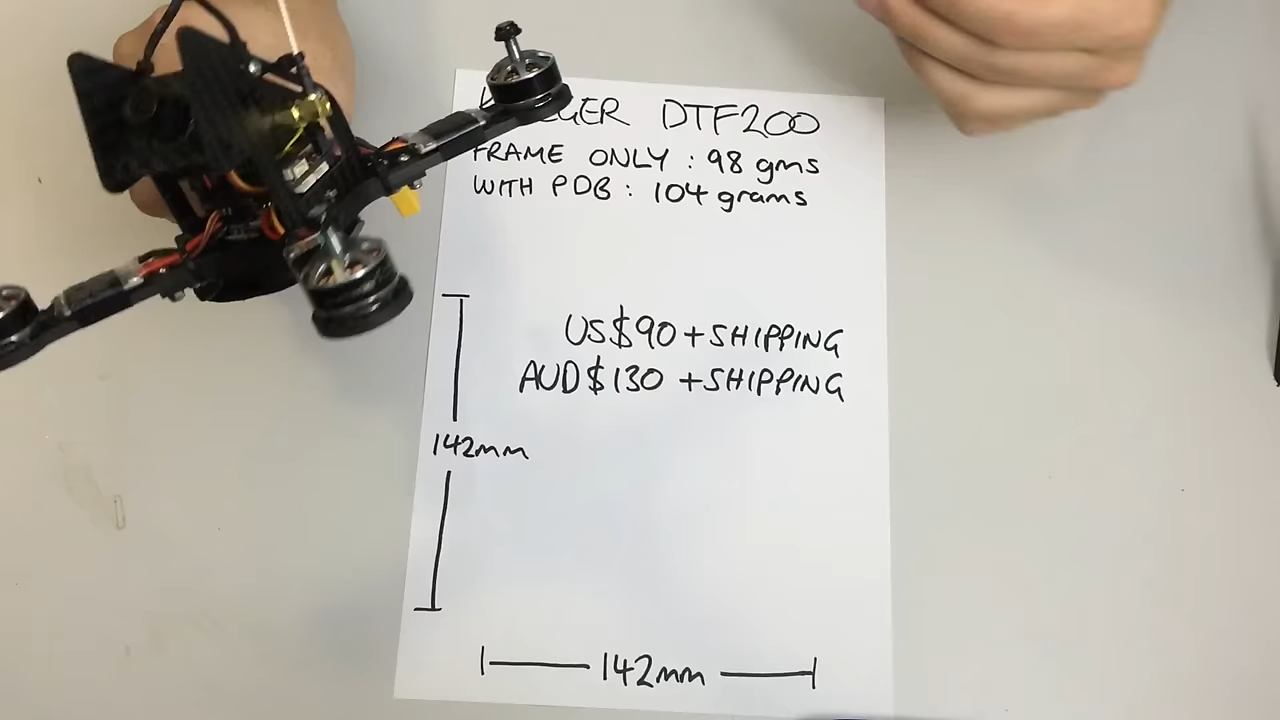 DTF200
FRAME ONLY : 98 gms
WITH PDB : 104 grams
US$90 + SHIPPING
AUD$130 + SHIPPING
142mm
142mm